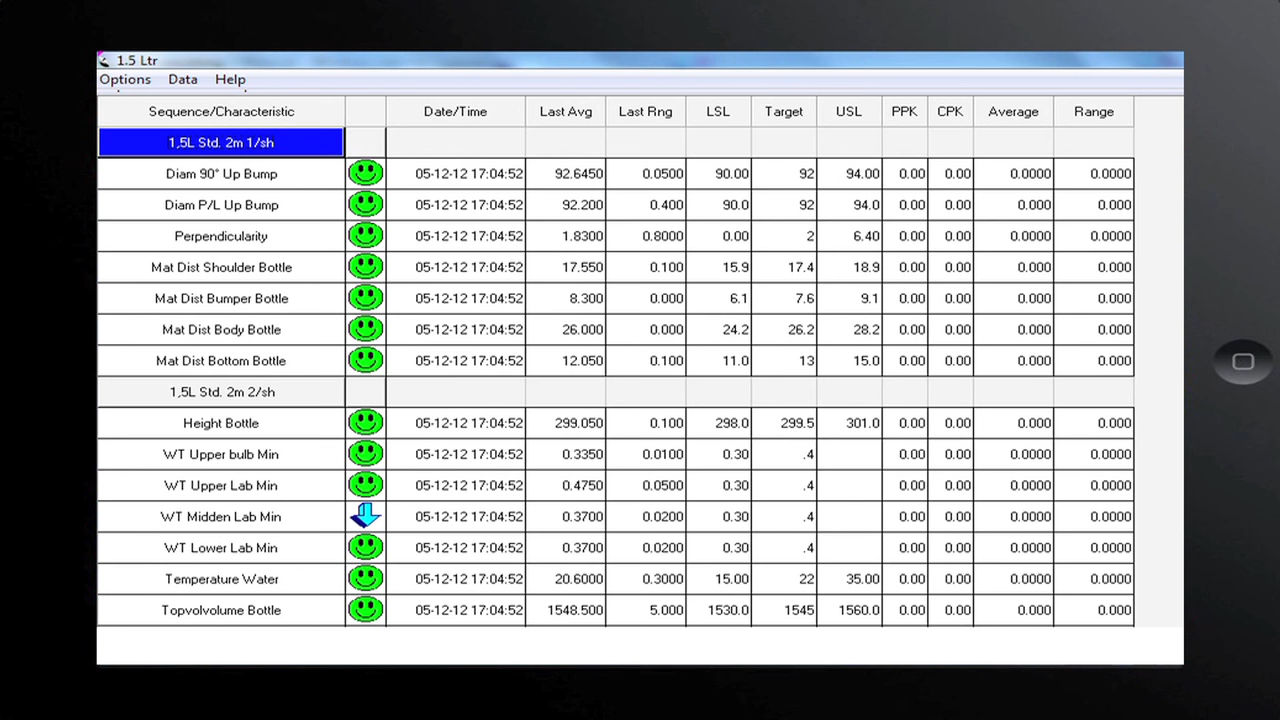 1.5 Ltr
Options Data Help
Sequence/Characteristic Date/Time Last Avg Last Rng LSL Target USL PPK CPK Average Range
1,5L Std. 2m 1/sh
Diam 90° Up Bump 05-12-12 17:04:52 92.6450 0.0500 90.00 92 94.00 0.00 0.00 0.0000 0.0000
Diam P/L Up Bump 05-12-12 17:04:52 92.200 0.400 90.0 92 94.0 0.00 0.00 0.0000 0.0000
Perpendicularity 05-12-12 17:04:52 1.8300 0.8000 0.00 2 6.40 0.00 0.00 0.0000 0.0000
Mat Dist Shoulder Bottle 05-12-12 17:04:52 17.550 0.100 15.9 17.4 18.9 0.00 0.00 0.000 0.000
Mat Dist Bumper Bottle 05-12-12 17:04:52 8.300 0.000 6.1 7.6 9.1 0.00 0.00 0.000 0.000
Mat Dist Body Bottle 05-12-12 17:04:52 26.000 0.000 24.2 26.2 28.2 0.00 0.00 0.000 0.000
Mat Dist Bottom Bottle 05-12-12 17:04:52 12.050 0.100 11.0 13 15.0 0.00 0.00 0.000 0.000
1,5L Std. 2m 2/sh
Height Bottle 05-12-12 17:04:52 299.050 0.100 298.0 299.5 301.0 0.00 0.00 0.000 0.000
WT Upper bulb Min 05-12-12 17:04:52 0.3350 0.0100 0.30 .4 0.00 0.00 0.0000 0.0000
WT Upper Lab Min 05-12-12 17:04:52 0.4750 0.0500 0.30 .4 0.00 0.00 0.0000 0.0000
WT Midden Lab Min 05-12-12 17:04:52 0.3700 0.0200 0.30 .4 0.00 0.00 0.0000 0.0000
WT Lower Lab Min 05-12-12 17:04:52 0.3700 0.0200 0.30 .4 0.00 0.00 0.0000 0.0000
Temperature Water 05-12-12 17:04:52 20.6000 0.3000 15.00 22 35.00 0.00 0.00 0.0000 0.0000
Topvolvolume Bottle 05-12-12 17:04:52 1548.500 5.000 1530.0 1545 1560.0 0.00 0.00 0.000 0.000